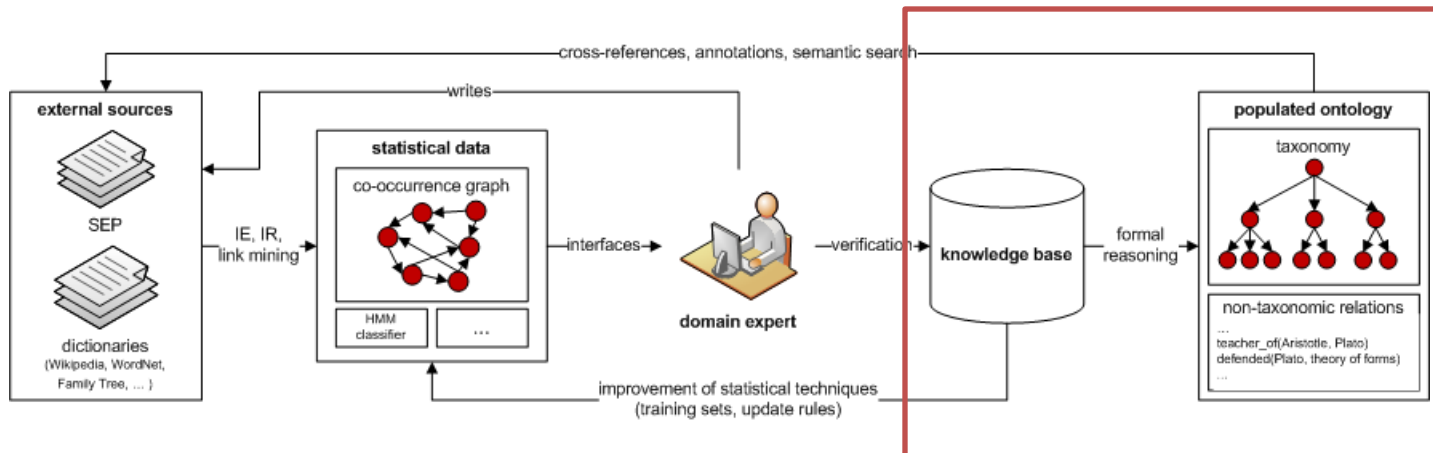 cross-references, annotations, semantic search
writes
external sources
SEP
dictionaries
(Wikipedia, WordNet,
Family Tree, ... )
IE, IR,
link mining
statistical data
co-occurrence graph
HMM
classifier
...
interfaces
domain expert
verification
knowledge base
formal
reasoning
populated ontology
taxonomy
non-taxonomic relations
...
teacher_of(Aristotle, Plato)
defended(Plato, theory of forms)
...
improvement of statistical techniques
(training sets, update rules)